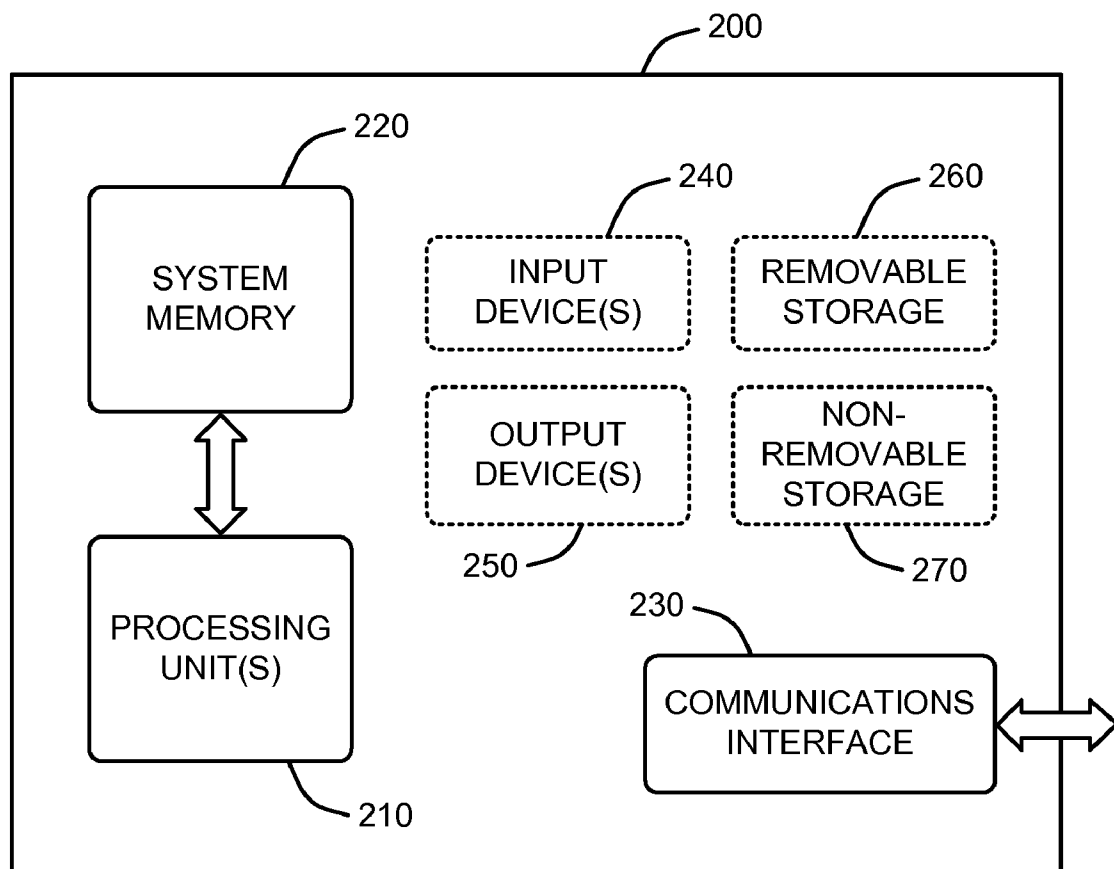 200
220
240
260
SYSTEM
MEMORY
INPUT
DEVICE(S)
REMOVABLE
STORAGE
OUTPUT
DEVICE(S)
NON-
REMOVABLE
STORAGE
250
270
230
PROCESSING
UNIT(S)
COMMUNICATIONS
INTERFACE
210